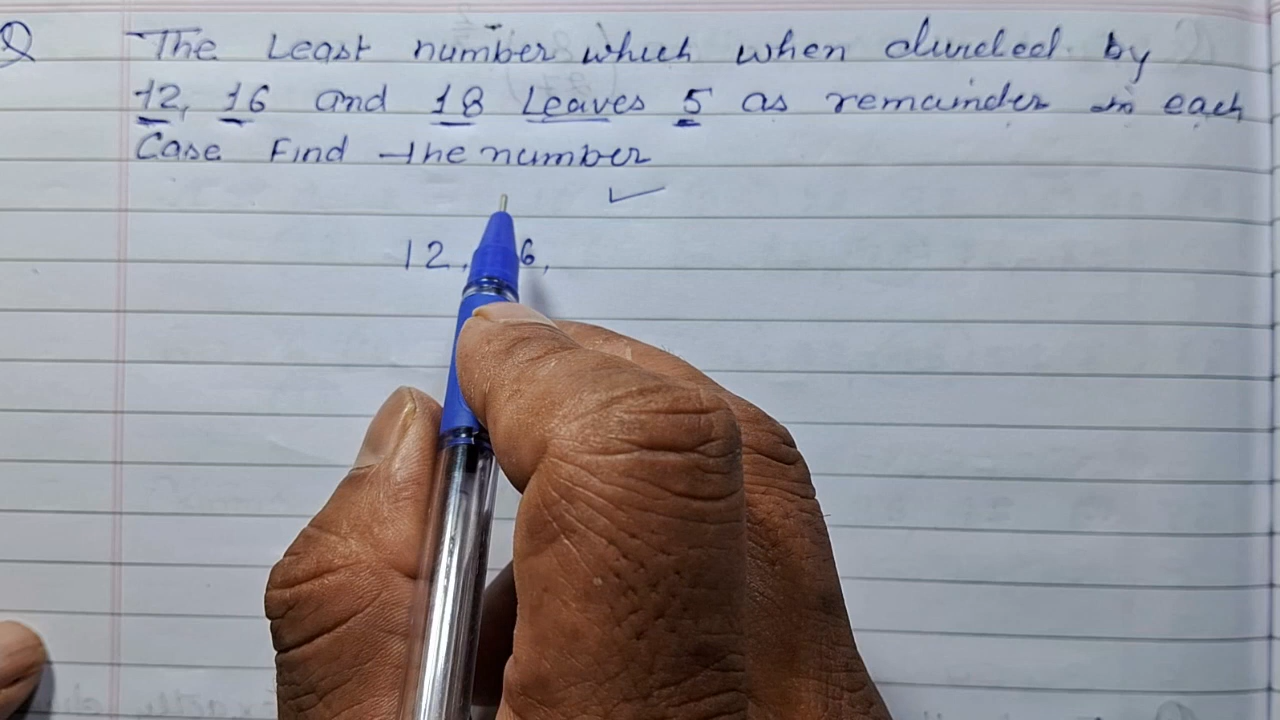 Q The Least number which when divided by
12, 16 and 18 Leaves 5 as remainder in each
Case Find the number
12, 6,